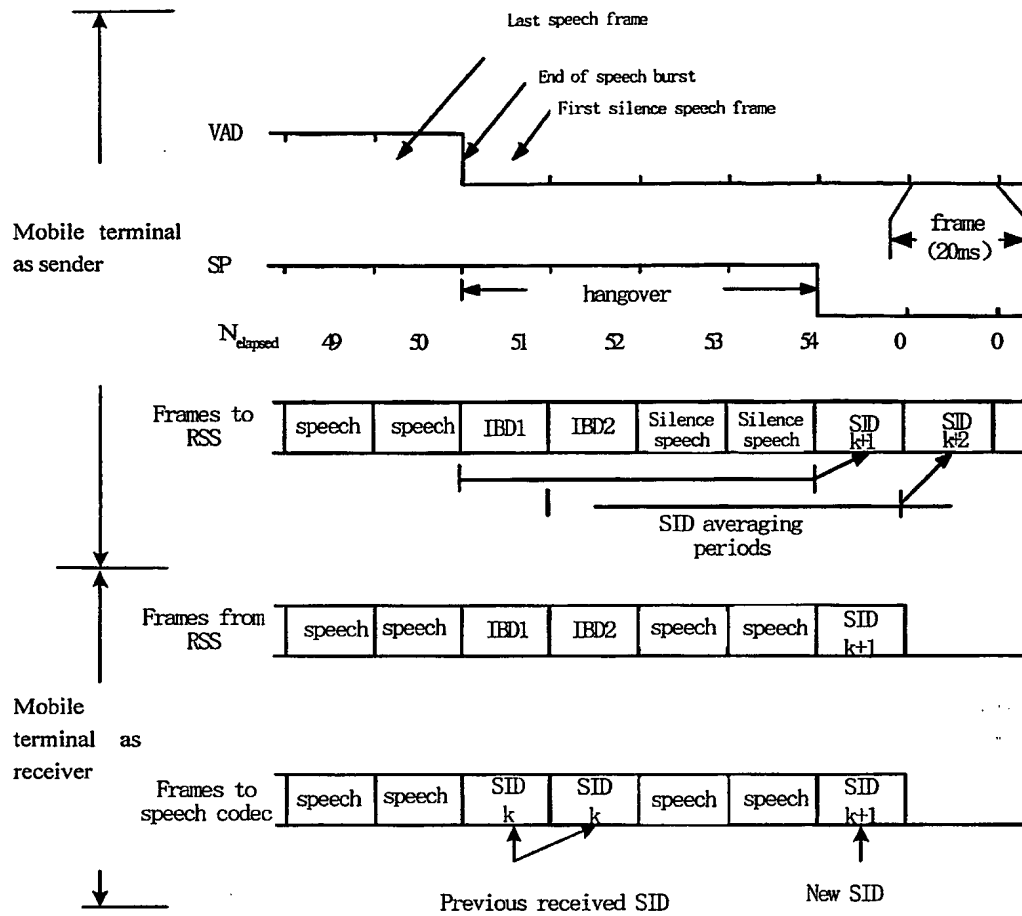 Last speech frame
End of speech burst
First silence speech frame
VAD
Mobile terminal
as sender
frame
(20ms)
SP
hangover
Nelapsed 49 50 51 52 53 54 0 0
Frames to
RSS
speech speech IBD1 IBD2 Silence
speech Silence
speech SID
k+1 SID
k+2
SID averaging
periods
Frames from
RSS
speech speech IBD1 IBD2 speech speech SID
k+1
Mobile
terminal as
receiver
Frames to
speech codec
speech speech SID
k SID
k speech speech SID
k+1
Previous received SID
New SID